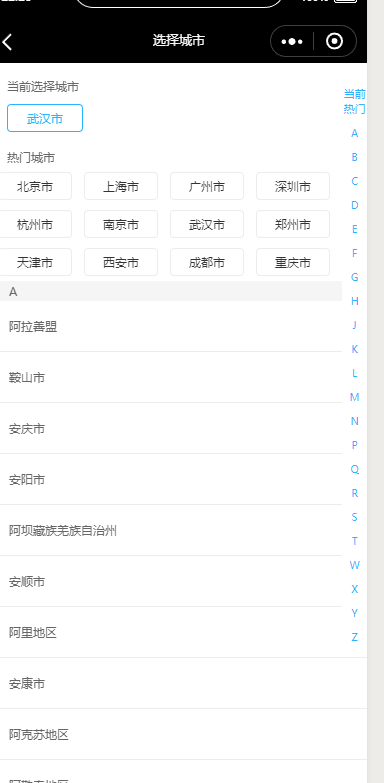 选择城市
当前选择城市
武汉市
热门城市
北京市 上海市 广州市 深圳市
杭州市 南京市 武汉市 郑州市
天津市 西安市 成都市 重庆市
A
阿拉善盟
鞍山市
安庆市
安阳市
阿坝藏族羌族自治州
安顺市
阿里地区
安康市
阿克苏地区
当前
热门
A
B
C
D
E
F
G
H
J
K
L
M
N
P
Q
R
S
T
W
X
Y
Z